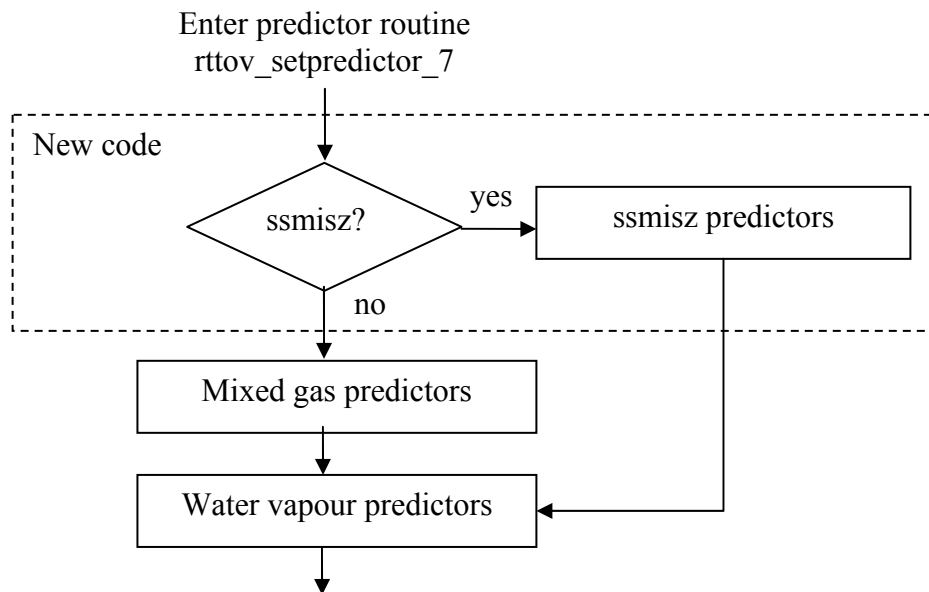 Enter predictor routine
rttov_setpredictor_7
New code
ssmisz?
yes
ssmisz predictors
no
Mixed gas predictors
Water vapour predictors